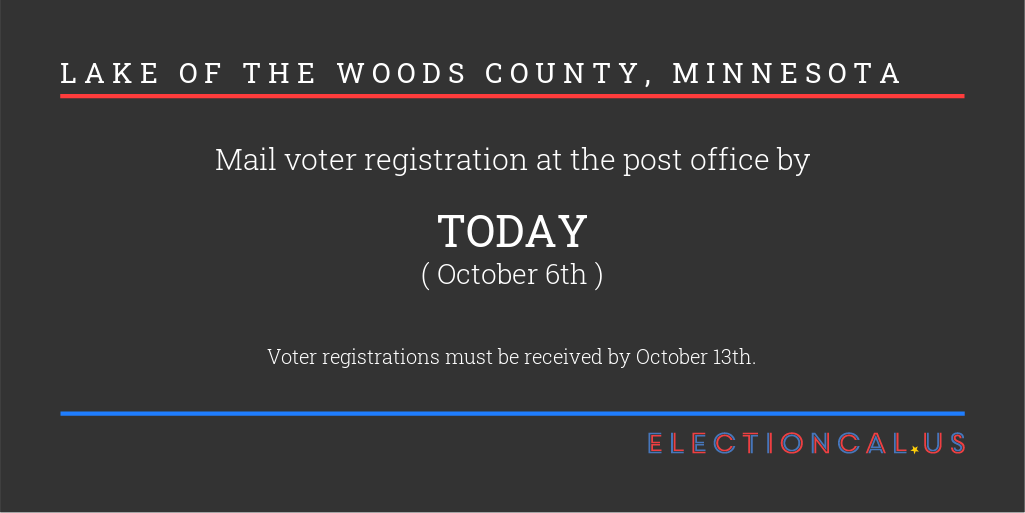 LAKE OF THE WOODS COUNTY, MINNESOTA
Mail voter registration at the post office by
TODAY
( October 6th )
Voter registrations must be received by October 13th.
ELECTIONCAL.US